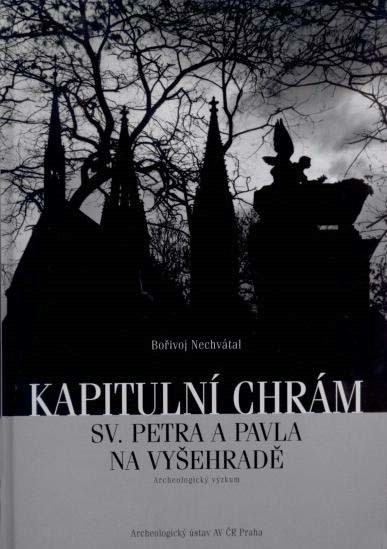 Bořivoj Nechvátal
KAPITULNÍ CHRÁM
SV. PETRA A PAVLA
NA VYŠEHRADĚ
Archeologický výzkum
Archeologický ústav AV ČR Praha